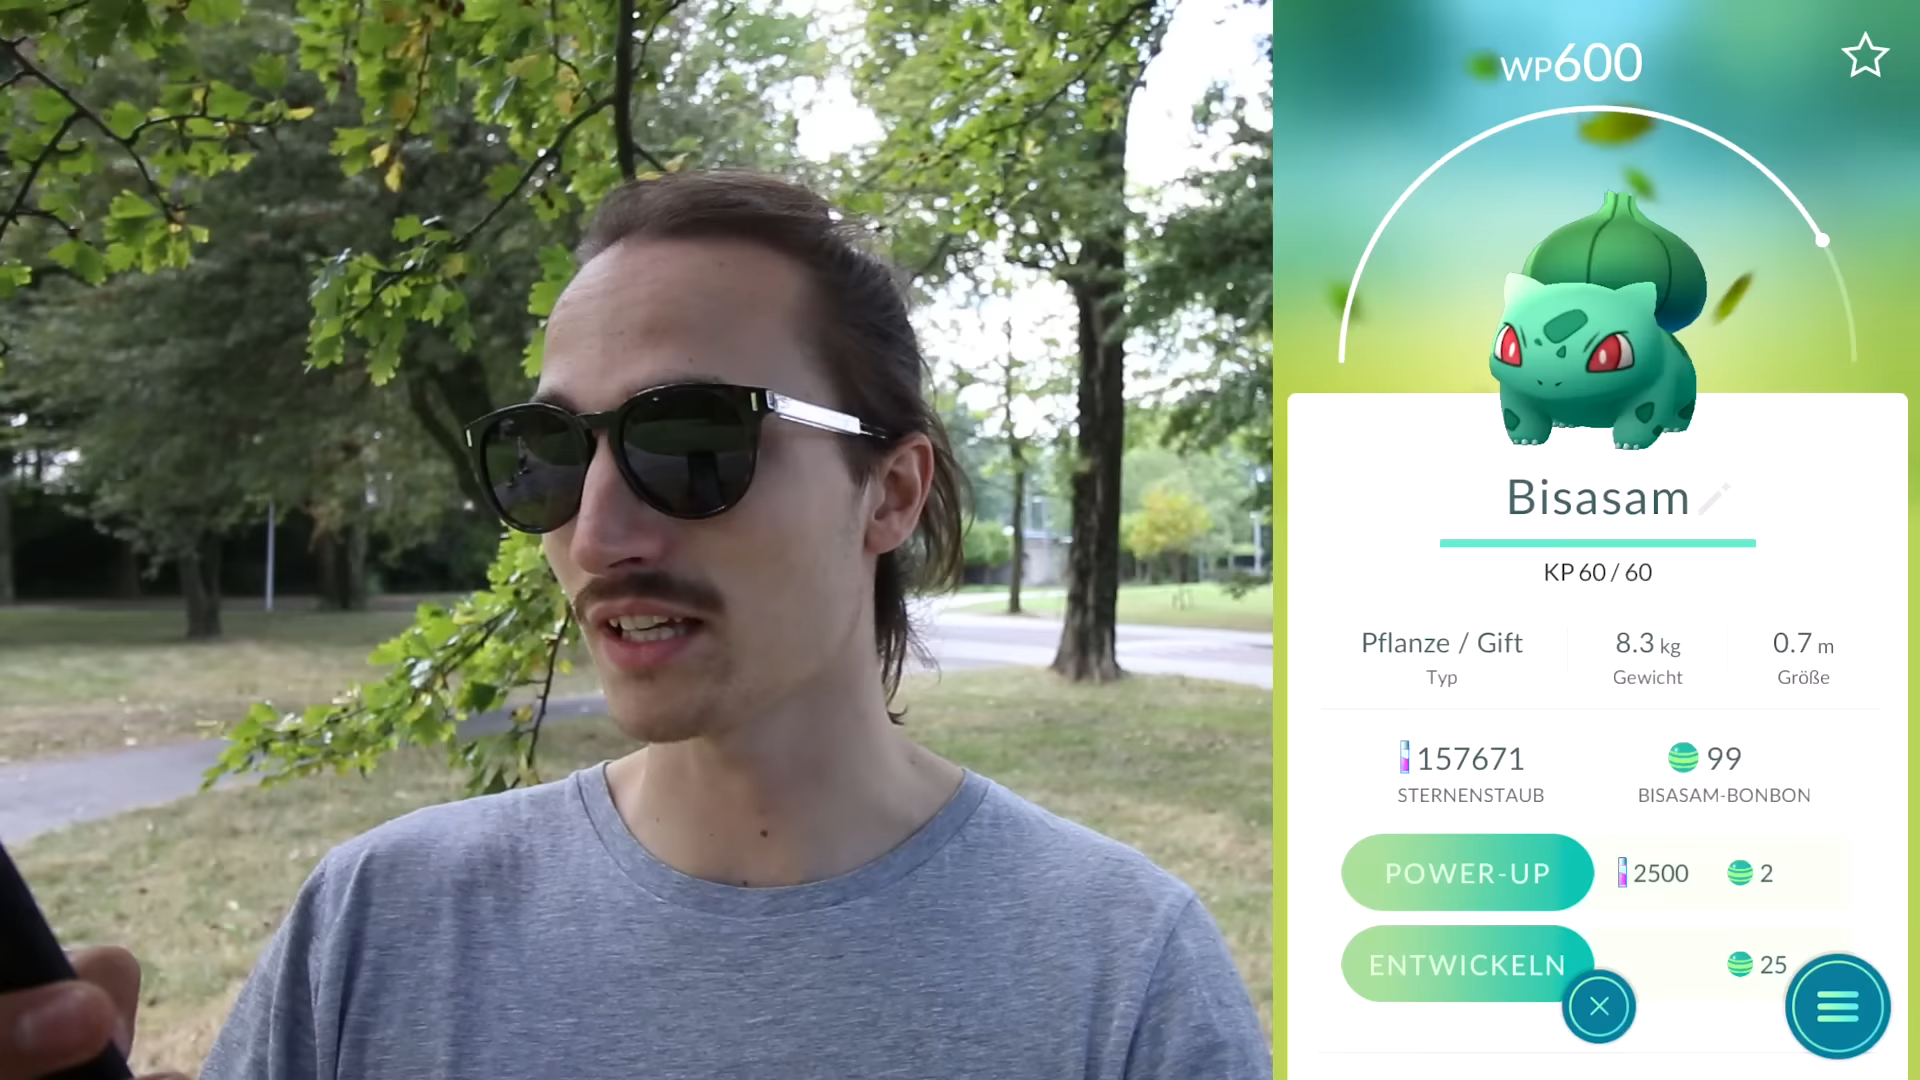 WP600
Bisasam
KP 60 / 60
Pflanze / Gift
8.3 kg
0.7 m
Typ
Gewicht
Größe
157671
99
STERNENSTAUB
BISASAM-BONBON
POWER-UP
2500
2
ENTWICKELN
25